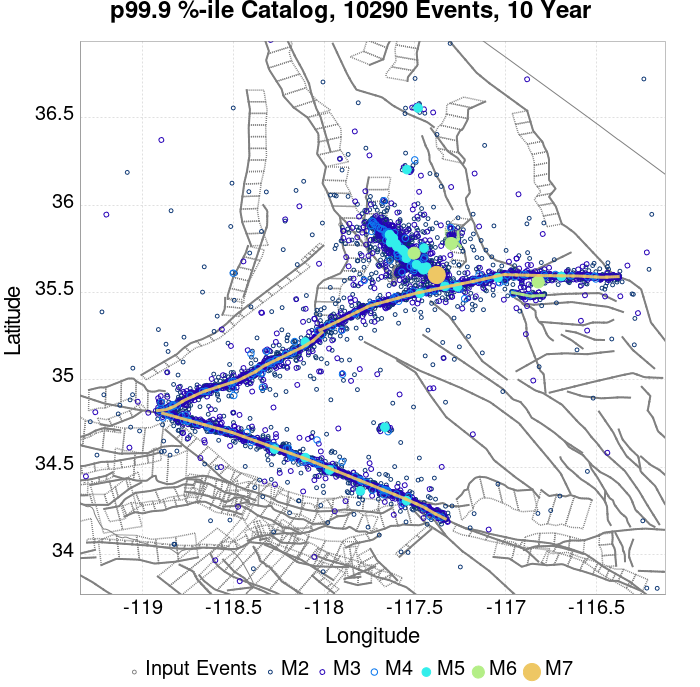 p99.9 %-ile Catalog, 10290 Events, 10 Year
Latitude
36.5
36
35.5
35
34.5
34
-119 -118.5 -118 -117.5 -117 -116.5
Longitude
Input Events M2 M3 M4 M5 M6 M7